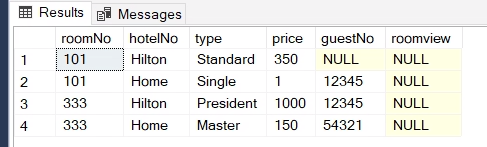 Results Messages
roomNo hotelNo type price guestNo roomview
1 101 Hilton Standard 350 NULL NULL
2 101 Home Single 1 12345 NULL
3 333 Hilton President 1000 12345 NULL
4 333 Home Master 150 54321 NULL